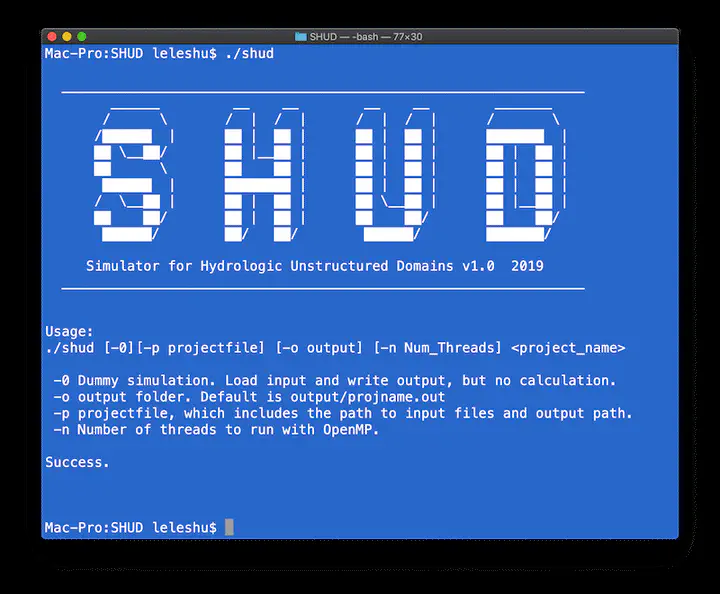 SHUD — -bash — 77×30
Mac-Pro:SHUD leleshu$ ./shud
SHUD
Simulator for Hydrologic Unstructured Domains v1.0  2019
Usage:
./shud [-0][-p projectfile] [-o output] [-n Num_Threads] <project_name>
-0 Dummy simulation. Load input and write output, but no calculation.
-o output folder. Default is output/projname.out
-p projectfile, which includes the path to input files and output path.
-n Number of threads to run with OpenMP.
Success.
Mac-Pro:SHUD leleshu$